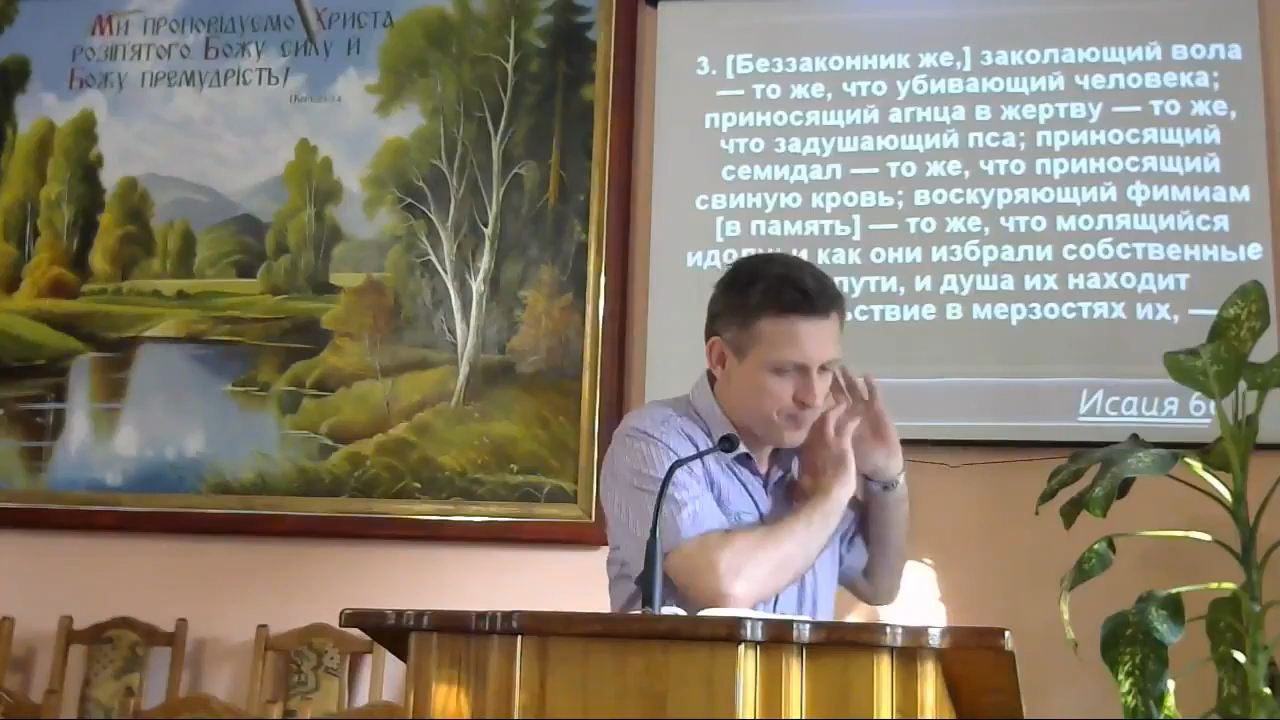 Ми проповідуємо Христа
розіп'ятого Божу силу й
Божу премудрість!
3. [Беззаконник же,] заколающий вола
— то же, что убивающий человека;
приносящий агнца в жертву — то же,
что задушающий пса; приносящий
семидал — то же, что приносящий
свиную кровь; воскуряющий фимиам
[в память] — то же, что молящийся
и как они избрали собственные
пути, и душа их находит
в мерзостях их, —
Исаия